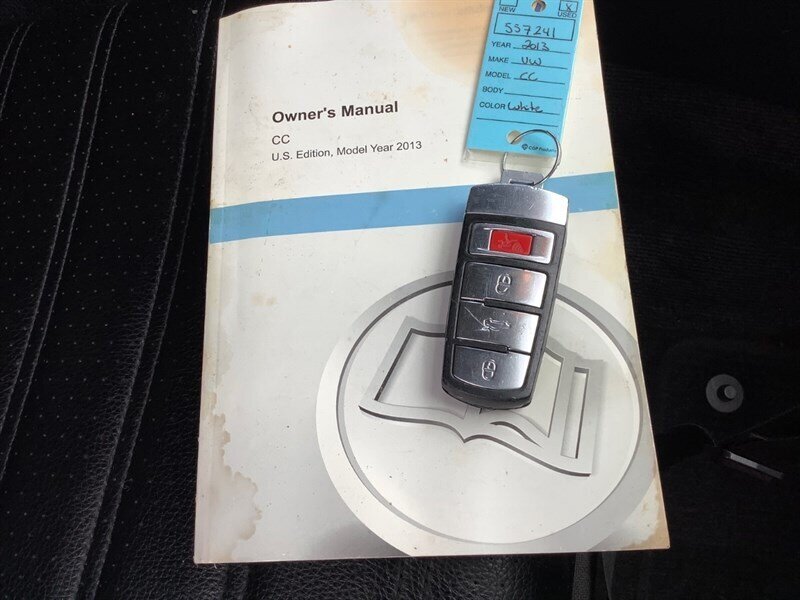 NEW
X
USED
557241
YEAR 2013
MAKE VW
MODEL CC
BODY
COLOR White
Owner's Manual
CC
U.S. Edition, Model Year 2013